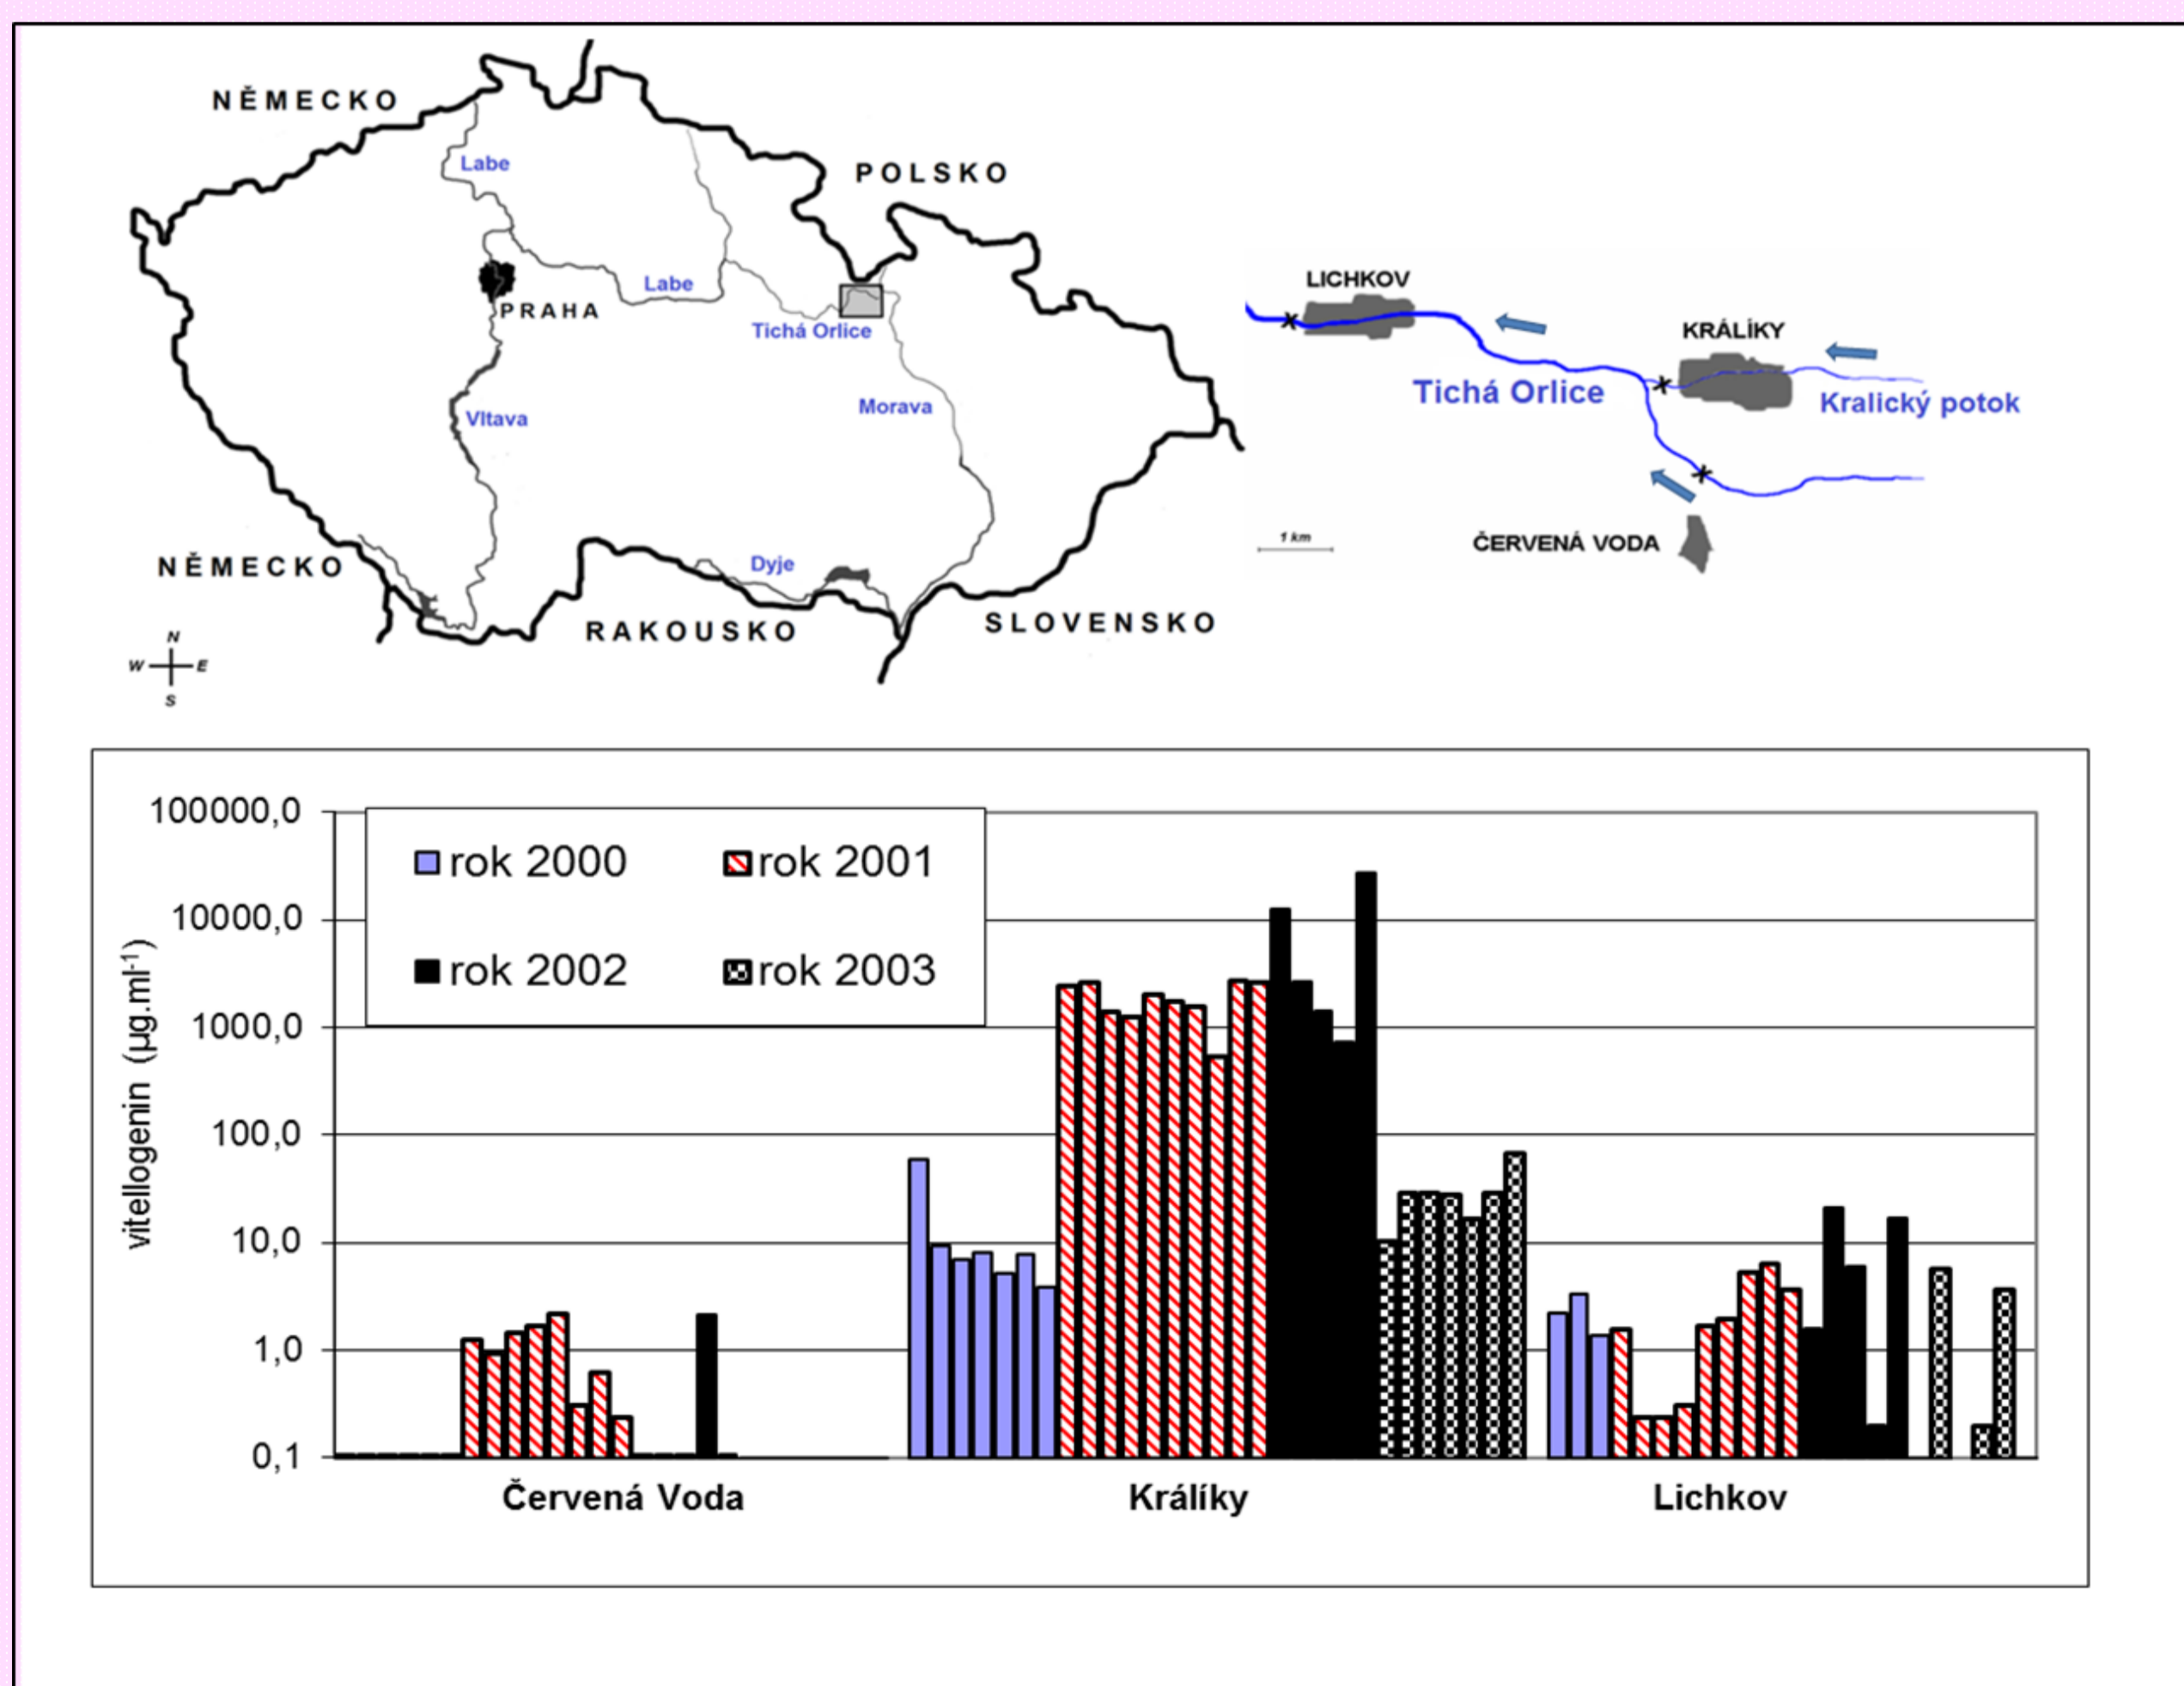 NĚMECKO
Labe
POLSKO
Labe
PRAHA
Tichá Orlice
Vltava
Morava
NĚMECKO
Dyje
RAKOUSKO
SLOVENSKO
N
W E
S
LICHKOV
KRÁLÍKY
Tichá Orlice
Kralický potok
1 km
ČERVENÁ VODA
vitellogenin (µg.ml⁻¹)
100000,0
10000,0
1000,0
100,0
10,0
1,0
0,1
rok 2000 rok 2001
rok 2002 rok 2003
Červená Voda Králíky Lichkov